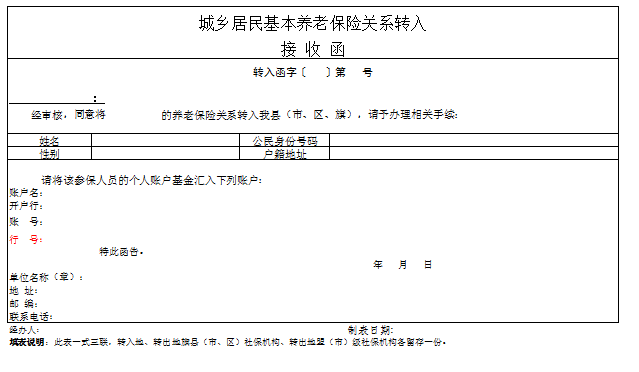 城乡居民基本养老保险关系转入
接 收 函
转入函字〔　　〕第　　号
：
经审核，同意将　　　　　　的养老保险关系转入我县（市、区、旗），请予办理相关手续：
姓名　　公民身份号码
性别　　户籍地址
请将该参保人员的个人账户基金汇入下列账户：
账户名：
开户行：
账　号：
行　号：
特此函告。
年　　月　　日
单位名称（章）：
地 址：
邮 编：
联系电话：
经办人：　　制表日期：
填表说明：此表一式三联，转入地、转出地旗县（市、区）社保机构、转出地盟（市）级社保机构各留存一份。